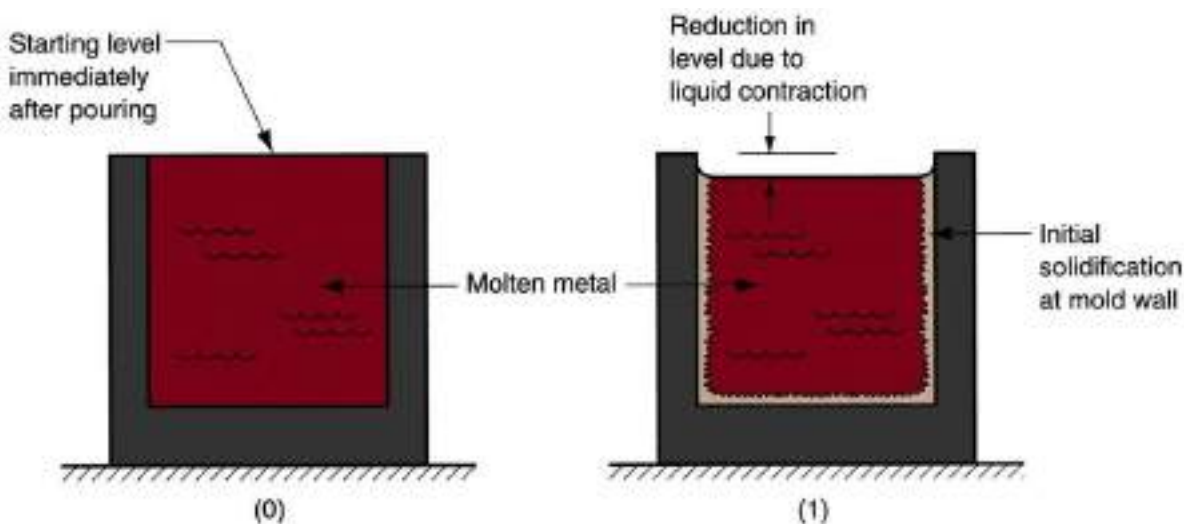 Starting level
immediately
after pouring
Reduction in
level due to
liquid contraction
Molten metal
Initial
solidification
at mold wall
(0)
(1)